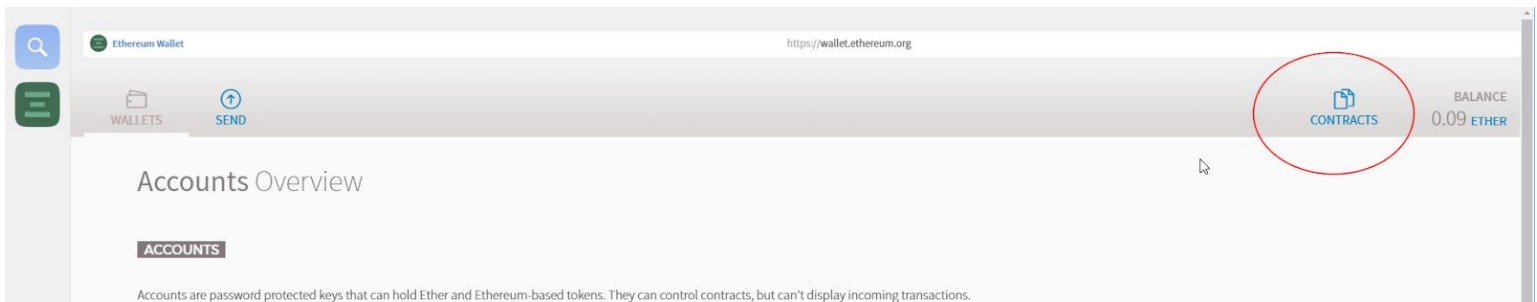 Ethereum Wallet
https://wallet.ethereum.org
WALLETS
SEND
CONTRACTS
BALANCE
0.09 ETHER
Accounts Overview
ACCOUNTS
Accounts are password protected keys that can hold Ether and Ethereum-based tokens. They can control contracts, but can't display incoming transactions.